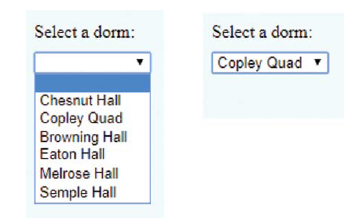 Select a dorm:
Chesnut Hall
Copley Quad
Browning Hall
Eaton Hall
Melrose Hall
Semple Hall
Select a dorm:
Copley Quad